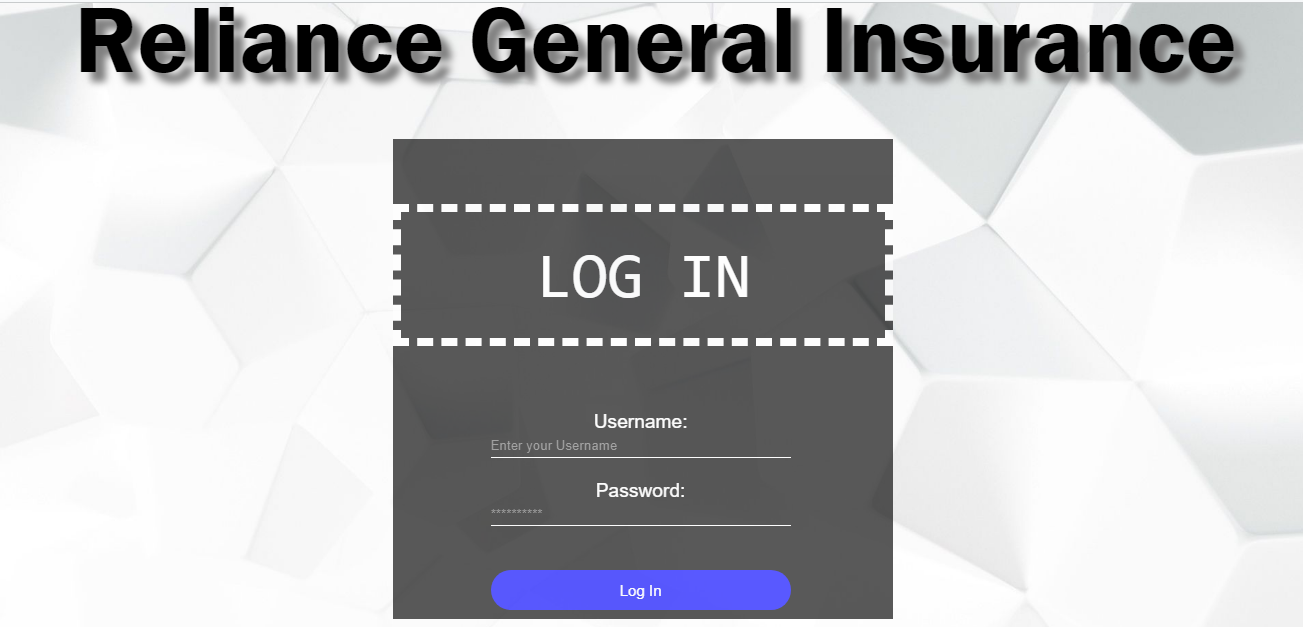 Reliance General Insurance
LOG IN
Username:
Enter your Username
Password:
**********
Log In